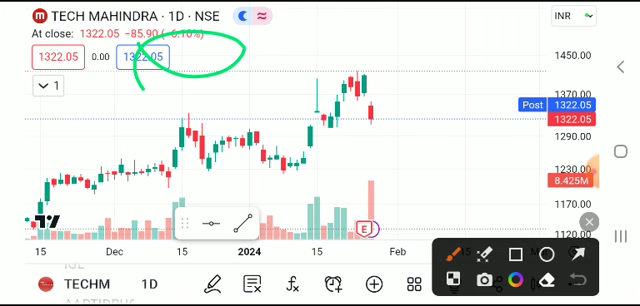 TECH MAHINDRA · 1D · NSE
INR
At close: 1322.05 −85.90 (−6.10%)
1322.05 0.00 1322.05
1
1450.00
1370.00
Post 1322.05
1322.05
1290.00
1230.00
8.425M
1170.00
1120.00
E
15 Dec 15 2024 15 Feb
TECHM 1D